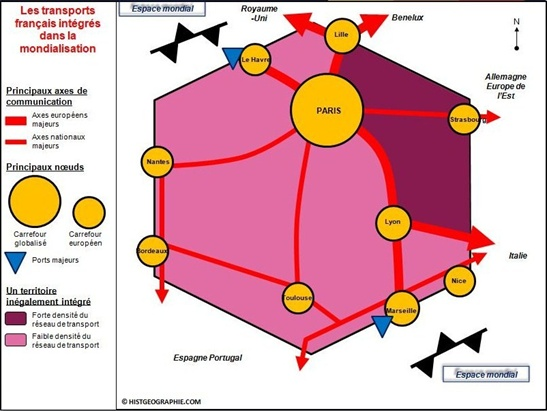 Les transports
français intégrés
dans la
mondialisation
Principaux axes de
communication
Axes européens
majeurs
Axes nationaux
majeurs
Principaux nœuds
Carrefour
globalisé
Carrefour
européen
Ports majeurs
Un territoire
inégalement intégré
Forte densité du
réseau de transport
Faible densité du
réseau de transport
Espace mondial
Royaume
-Uni
Benelux
N
Lille
Le Havre
Allemagne
Europe de
l'Est
PARIS
Strasbourg
Nantes
Lyon
Bordeaux
Italie
Nice
Toulouse
Marseille
Espagne Portugal
Espace mondial
© HISTGEOGRAPHIE.COM